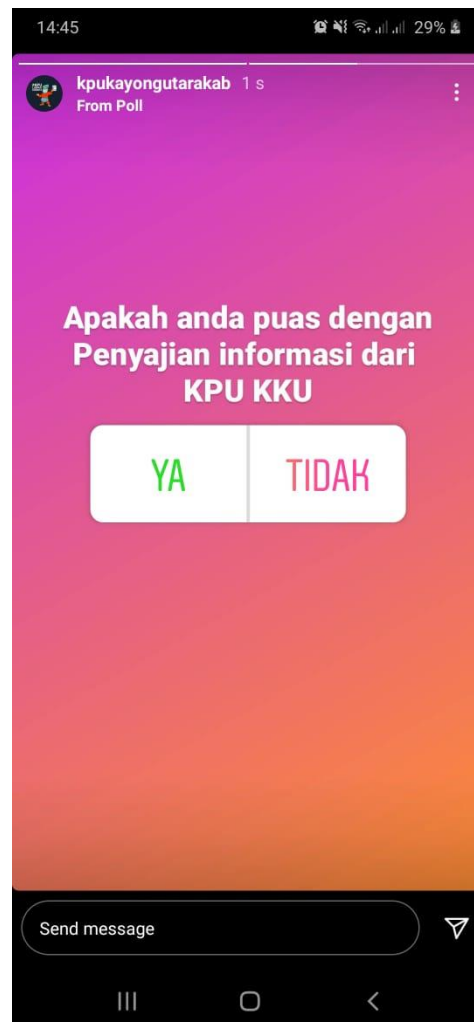 14:45 29%
kpukayongutarakab 1 s
From Poll
Apakah anda puas dengan
Penyajian informasi dari
KPU KKU
YA TIDAK
Send message